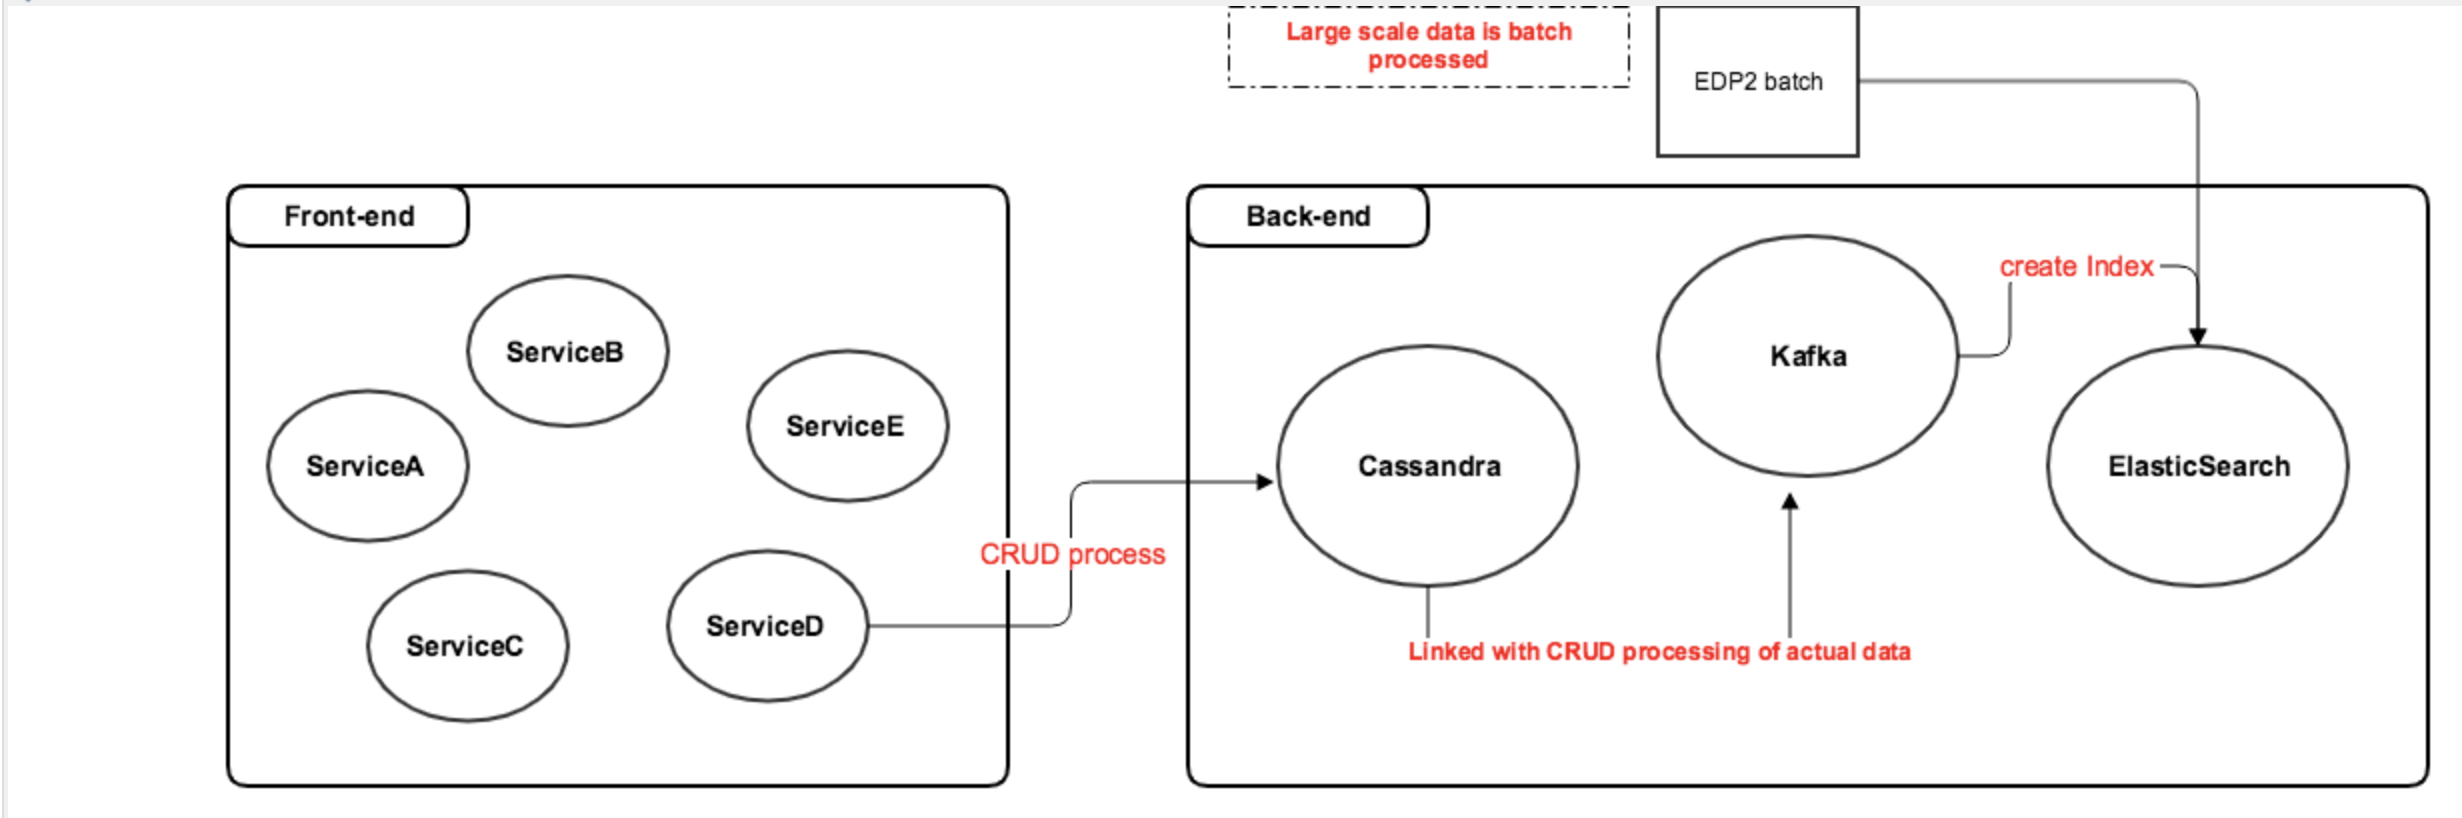 Large scale data is batch
processed
EDP2 batch
Front-end
Back-end
ServiceB
ServiceE
ServiceA
ServiceC
ServiceD
CRUD process
Kafka
create Index
Cassandra
ElasticSearch
Linked with CRUD processing of actual data